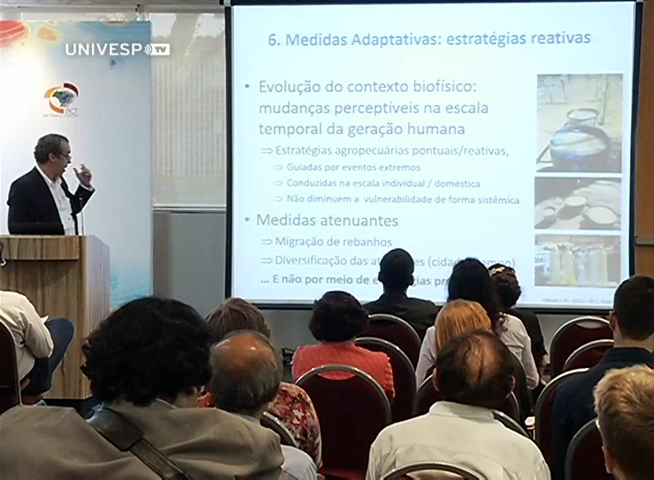 UNIVESP TV
6. Medidas Adaptativas: estratégias reativas
• Evolução do contexto biofísico:
mudanças perceptíveis na escala
temporal da geração humana
⇒ Estratégias agropecuárias pontuais/reativas,
⇒ Guiadas por eventos extremos
⇒ Conduzidas na escala individual / domestica
⇒ Não diminuem a vulnerabilidade de forma sistêmica
• Medidas atenuantes
⇒ Migração de rebanhos
⇒ Diversificação das
... E não por meio de